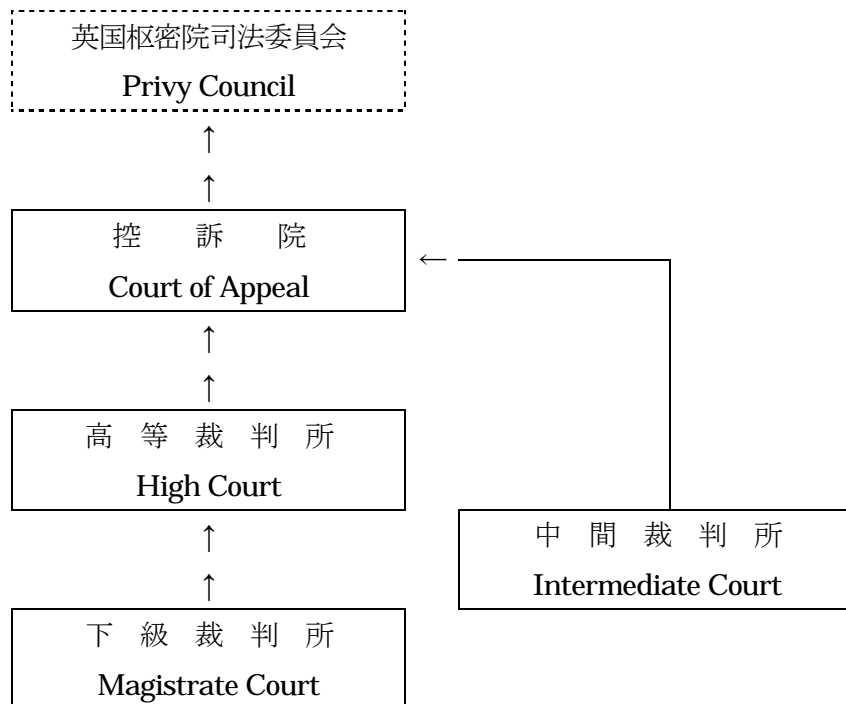 英国枢密院司法委員会
Privy Council
↑
↑
控 訴 院
Court of Appeal
←
↑
↑
高 等 裁 判 所
High Court
↑
↑
中 間 裁 判 所
Intermediate Court
下 級 裁 判 所
Magistrate Court